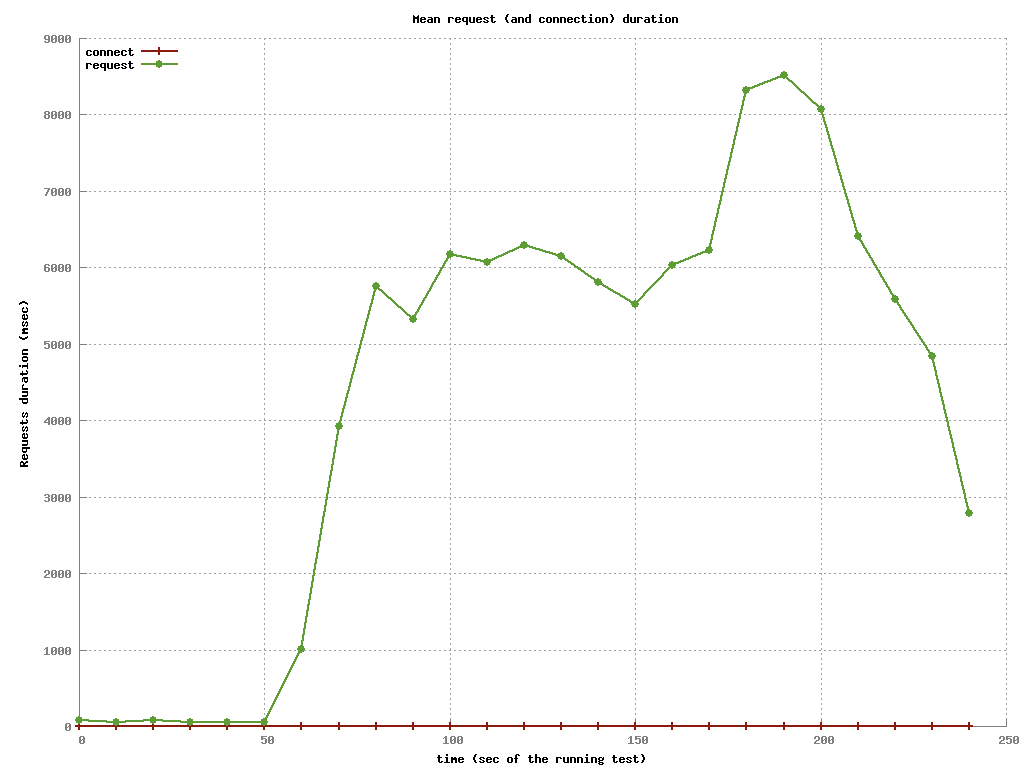 Mean request (and connection) duration
9000
connect
request
8000
7000
6000
5000
4000
3000
2000
1000
0
Requests duration (msec)
0 50 100 150 200 250
time (sec of the running test)